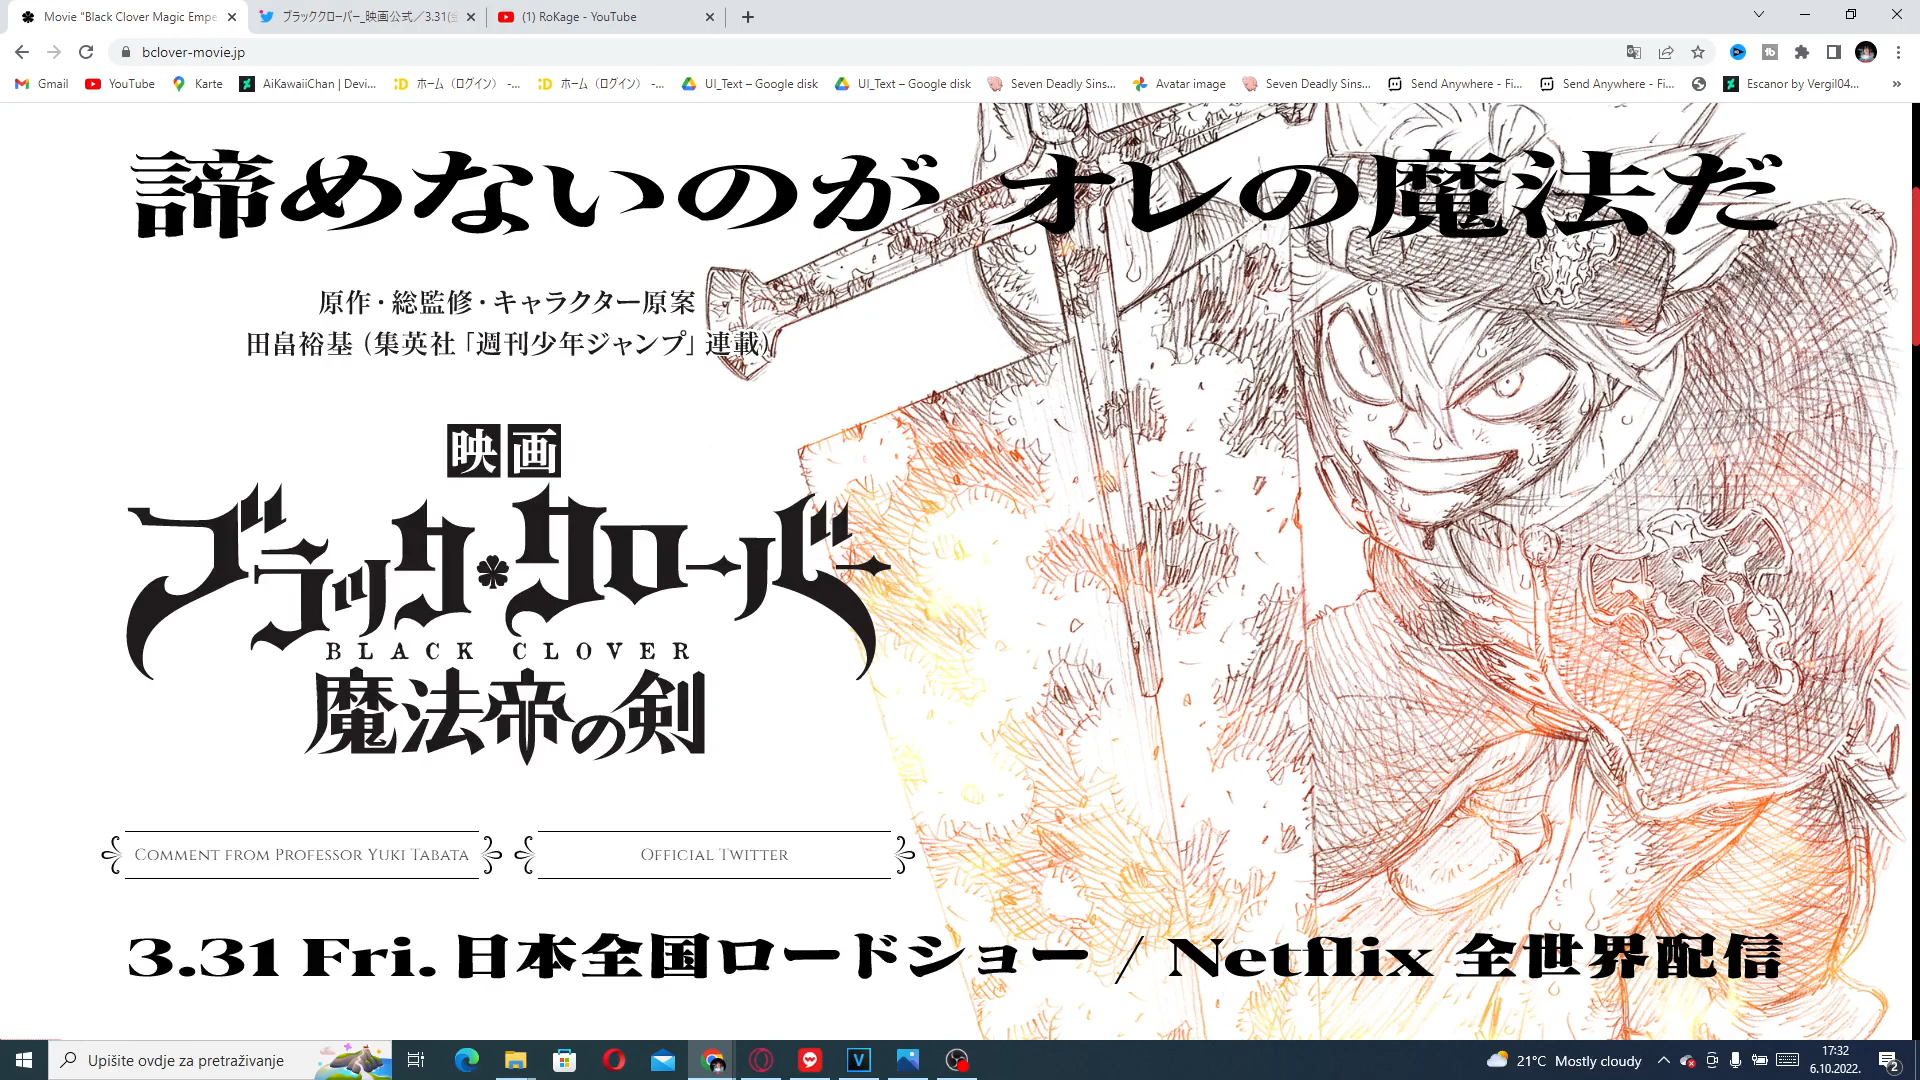 Movie "Black Clover Magic Empe
ブラッククローバー_映画公式／3.31(金
(1) RoKage - YouTube
bclover-movie.jp
Gmail
YouTube
Karte
AiKawaiiChan | Devi...
ホーム（ログイン） -...
ホーム（ログイン） -...
UI_Text – Google disk
UI_Text – Google disk
Seven Deadly Sins...
Avatar image
Seven Deadly Sins...
Send Anywhere - Fi...
Send Anywhere - Fi...
Escanor by Vergil04...
諦めないのが オレの魔法だ
原作・総監修・キャラクター原案
田畠裕基（集英社「週刊少年ジャンプ」連載）
映画
ブラッククローバー
BLACK CLOVER
魔法帝の剣
Comment from Professor Yuki Tabata
Official Twitter
3.31 Fri. 日本全国ロードショー / Netflix 全世界配信
Upišite ovdje za pretraživanje
21°C Mostly cloudy
17:32
6.10.2022.
2